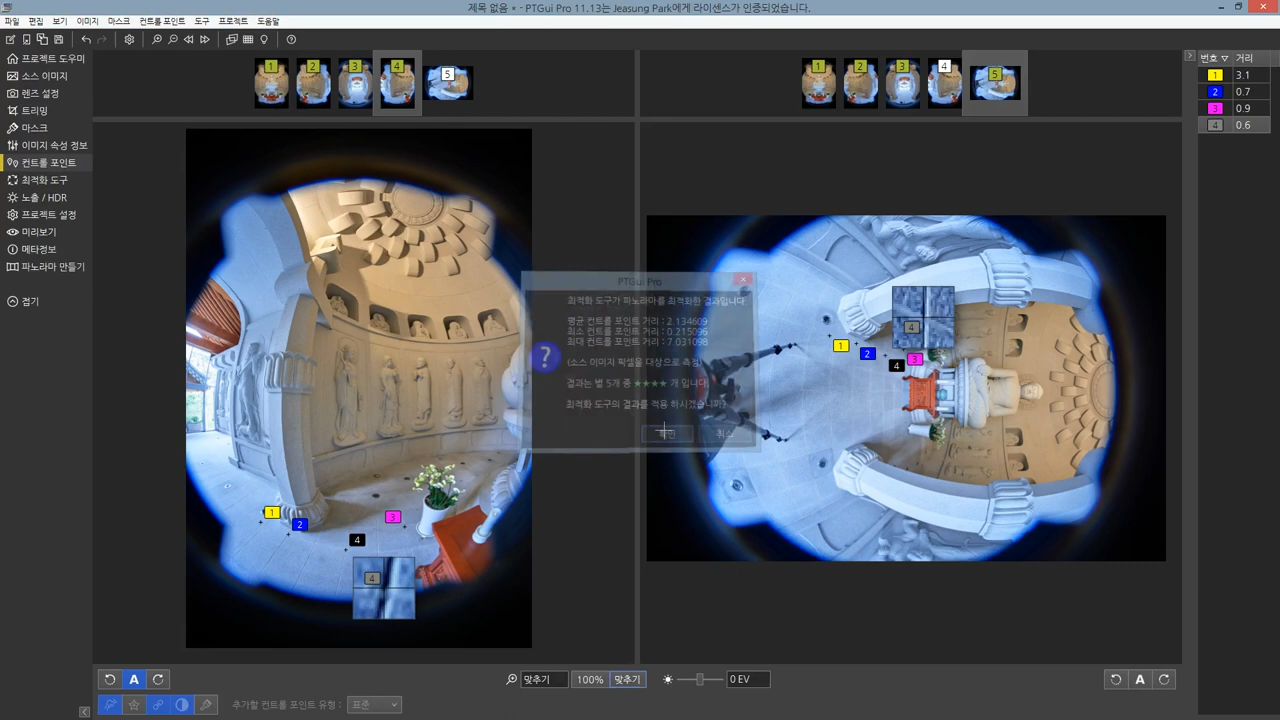 제목 없음 * - PTGui Pro 11.13는 Jeasung Park에게 라이센스가 인증되었습니다.
파일 편집 보기 이미지 마스크 컨트롤 포인트 도구 프로젝트 도움말
프로젝트 도우미
소스 이미지
렌즈 설정
트리밍
마스크
이미지 속성 정보
컨트롤 포인트
최적화 도구
노출 / HDR
프로젝트 설정
미리보기
메타정보
파노라마 만들기
접기
1 2 3 4 5
1 2 3 4 5
번호 거리
1 3.1
2 0.7
3 0.9
4 0.6
1 2 3 4 4
1 2 3 4 4
PTGui Pro
최적화 도구가 파노라마를 최적화한 결과입니다.
평균 컨트롤 포인트 거리 : 2.134609
최소 컨트롤 포인트 거리 : 0.215096
최대 컨트롤 포인트 거리 : 7.031098
(소스 이미지 픽셀을 대상으로 측정)
결과는 별 5개 중 ★★★★ 개 입니다.
최적화 도구의 결과를 적용 하시겠습니까?
확인 취소
A
맞추기 100% 맞추기 0 EV
A
추가할 컨트롤 포인트 유형 : 표준